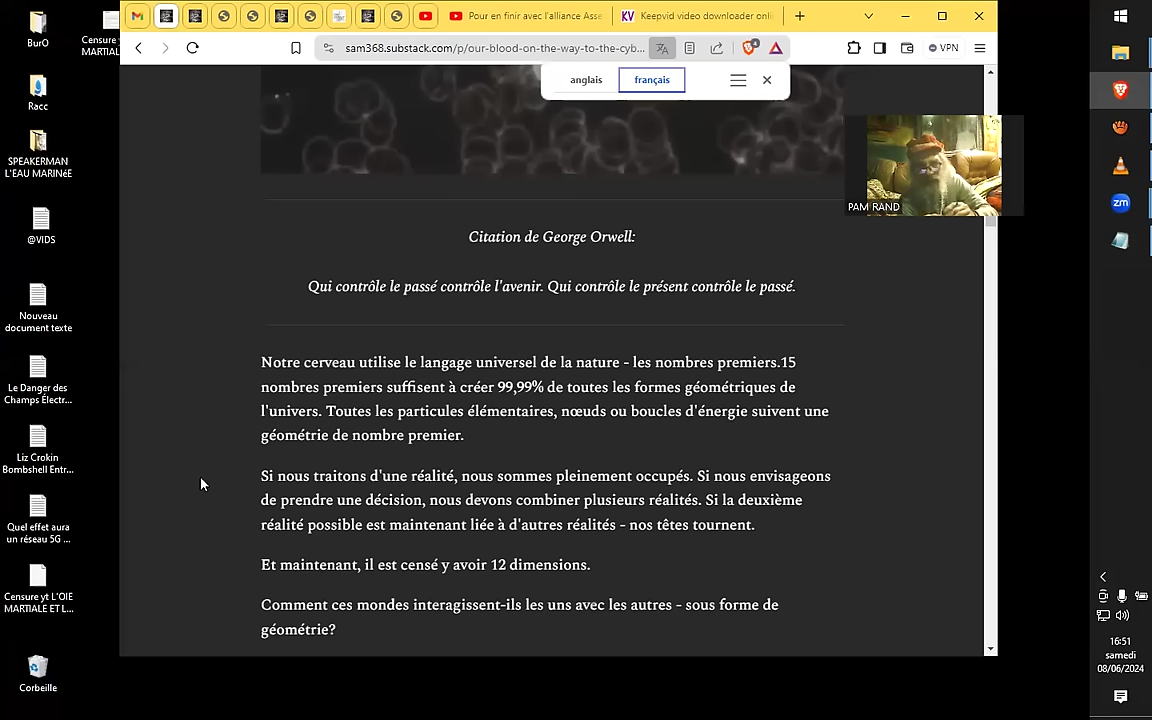 BurO
Censure yt
MARTIALE
Racc
SPEAKERMAN
L'EAU MARINéE
@VIDS
Nouveau
document texte
Le Danger des
Champs Électr...
Liz Crokin
Bombshell Entr...
Quel effet aura
un réseau 5G ...
Censure yt L'OIE
MARTIALE ET L...
Corbeille
Pour en finir avec l'alliance Asse
KV Keepvid video downloader onli
sam368.substack.com/p/our-blood-on-the-way-to-the-cyb...
4
VPN
anglais
français
PAM RAND
zm
Citation de George Orwell:
Qui contrôle le passé contrôle l'avenir. Qui contrôle le présent contrôle le passé.
Notre cerveau utilise le langage universel de la nature - les nombres premiers.15
nombres premiers suffisent à créer 99,99% de toutes les formes géométriques de
l'univers. Toutes les particules élémentaires, nœuds ou boucles d'énergie suivent une
géométrie de nombre premier.
Si nous traitons d'une réalité, nous sommes pleinement occupés. Si nous envisageons
de prendre une décision, nous devons combiner plusieurs réalités. Si la deuxième
réalité possible est maintenant liée à d'autres réalités - nos têtes tournent.
Et maintenant, il est censé y avoir 12 dimensions.
Comment ces mondes interagissent-ils les uns avec les autres - sous forme de
géométrie?
16:51
samedi
08/06/2024